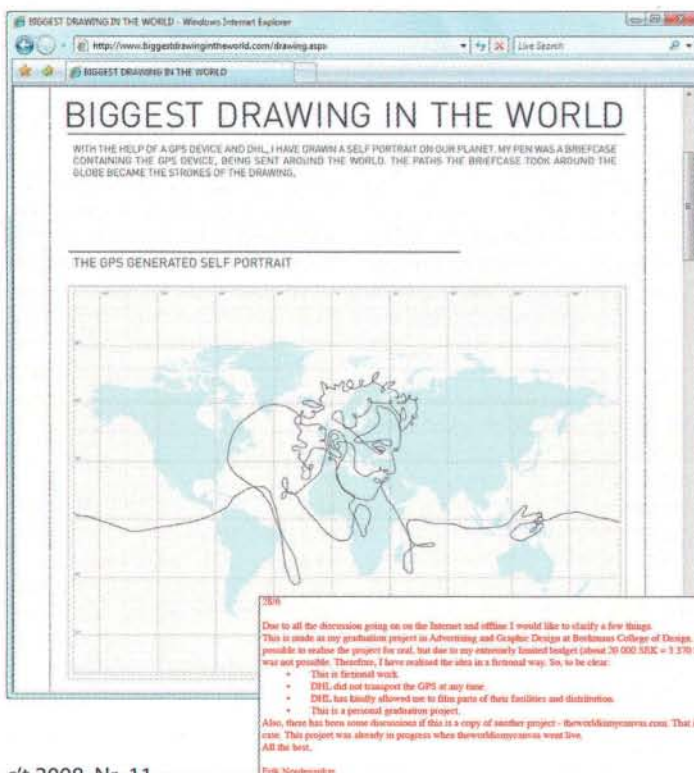 BIGGEST DRAWING IN THE WORLD - Windows Internet Explorer
http://www.biggestdrawingintheworld.com/drawing.aspx
Live Search
BIGGEST DRAWING IN THE WORLD
BIGGEST DRAWING IN THE WORLD
WITH THE HELP OF A GPS DEVICE AND DHL, I HAVE DRAWN A SELF PORTRAIT ON OUR PLANET. MY PEN WAS A BRIEFCASE
CONTAINING THE GPS DEVICE, BEING SENT AROUND THE WORLD. THE PATHS THE BRIEFCASE TOOK AROUND THE
GLOBE BECAME THE STROKES OF THE DRAWING.
THE GPS GENERATED SELF PORTRAIT
28/6
Due to all the discussion going on on the Internet and offline I would like to clarify a few things.
This is made as my graduation project in Advertising and Graphic Design at Beckmans College of Design.
possible to realise the project for real, but due to my extremely limited budget (about 20 000 SEK = 3 370
was not possible. Therefore, I have realised the idea in a fictional way. So, to be clear:
• This is fictional work.
• DHL did not transport the GPS at any time.
• DHL has kindly allowed me to film parts of their facilities and distribution.
• This is a personal graduation project.
Also, there has been some discussions if this is a copy of another project - theworldismycanvas.com. That
case. This project was already in progress when theworldismycanvas went live.
All the best,
Erik Nordenankar
c't 2008, Nr. 11